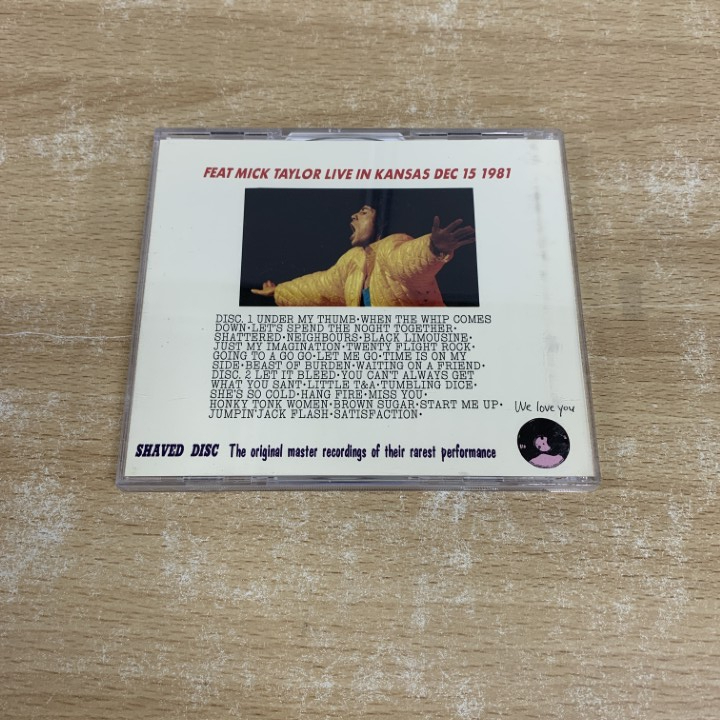 FEAT MICK TAYLOR LIVE IN KANSAS DEC 15 1981
DISC. 1 UNDER MY THUMB·WHEN THE WHIP COMES
DOWN·LET'S SPEND THE NOGHT TOGETHER·
SHATTERED·NEIGHBOURS·BLACK LIMOUSINE·
JUST MY IMAGINATION·TWENTY FLIGHT ROCK·
GOING TO A GO GO·LET ME GO·TIME IS ON MY
SIDE·BEAST OF BURDEN·WAITING ON A FRIEND·
DISC. 2 LET IT BLEED·YOU CAN'T ALWAYS GET
WHAT YOU SANT·LITTLE T&A·TUMBLING DICE·
SHE'S SO COLD·HANG FIRE·MISS YOU·
HONKY TONK WOMEN·BROWN SUGAR·START ME UP·
JUMPIN'JACK FLASH·SATISFACTION·
We love you
SHAVED DISC The original master recordings of their rarest performance